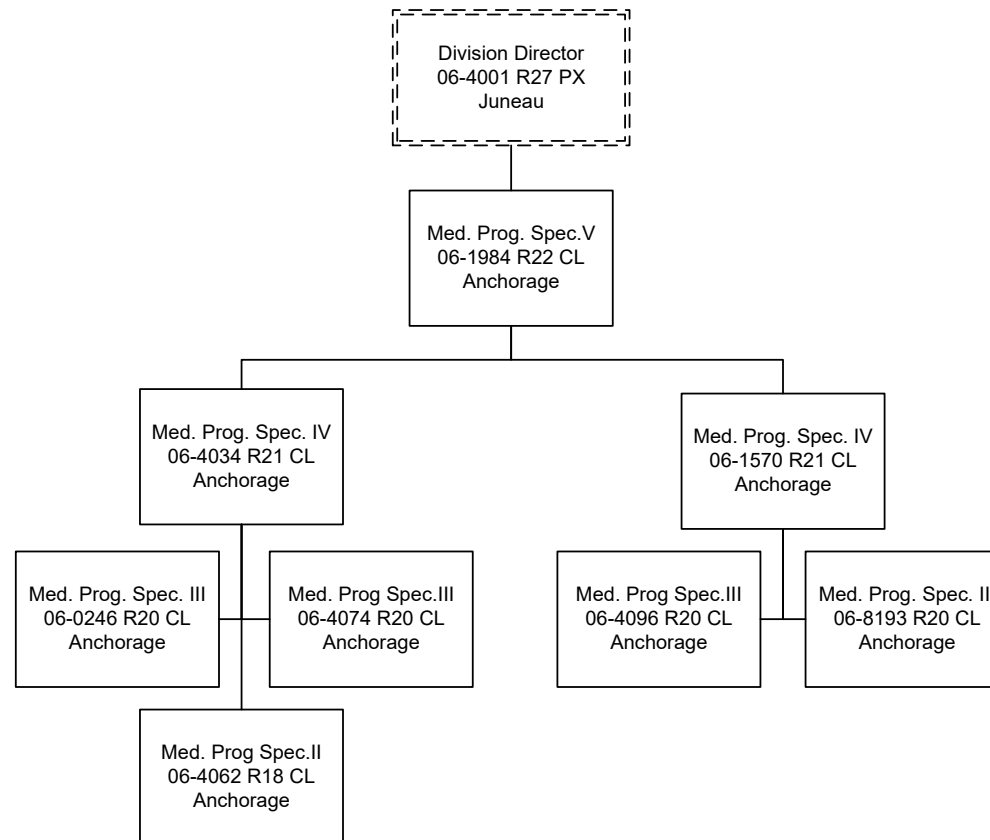 Division Director
06-4001 R27 PX
Juneau
Med. Prog. Spec.V
06-1984 R22 CL
Anchorage
Med. Prog. Spec. IV
06-4034 R21 CL
Anchorage
Med. Prog. Spec. IV
06-1570 R21 CL
Anchorage
Med. Prog. Spec. III
06-0246 R20 CL
Anchorage
Med. Prog Spec.III
06-4074 R20 CL
Anchorage
Med. Prog Spec.III
06-4096 R20 CL
Anchorage
Med. Prog. Spec. II
06-8193 R20 CL
Anchorage
Med. Prog Spec.II
06-4062 R18 CL
Anchorage